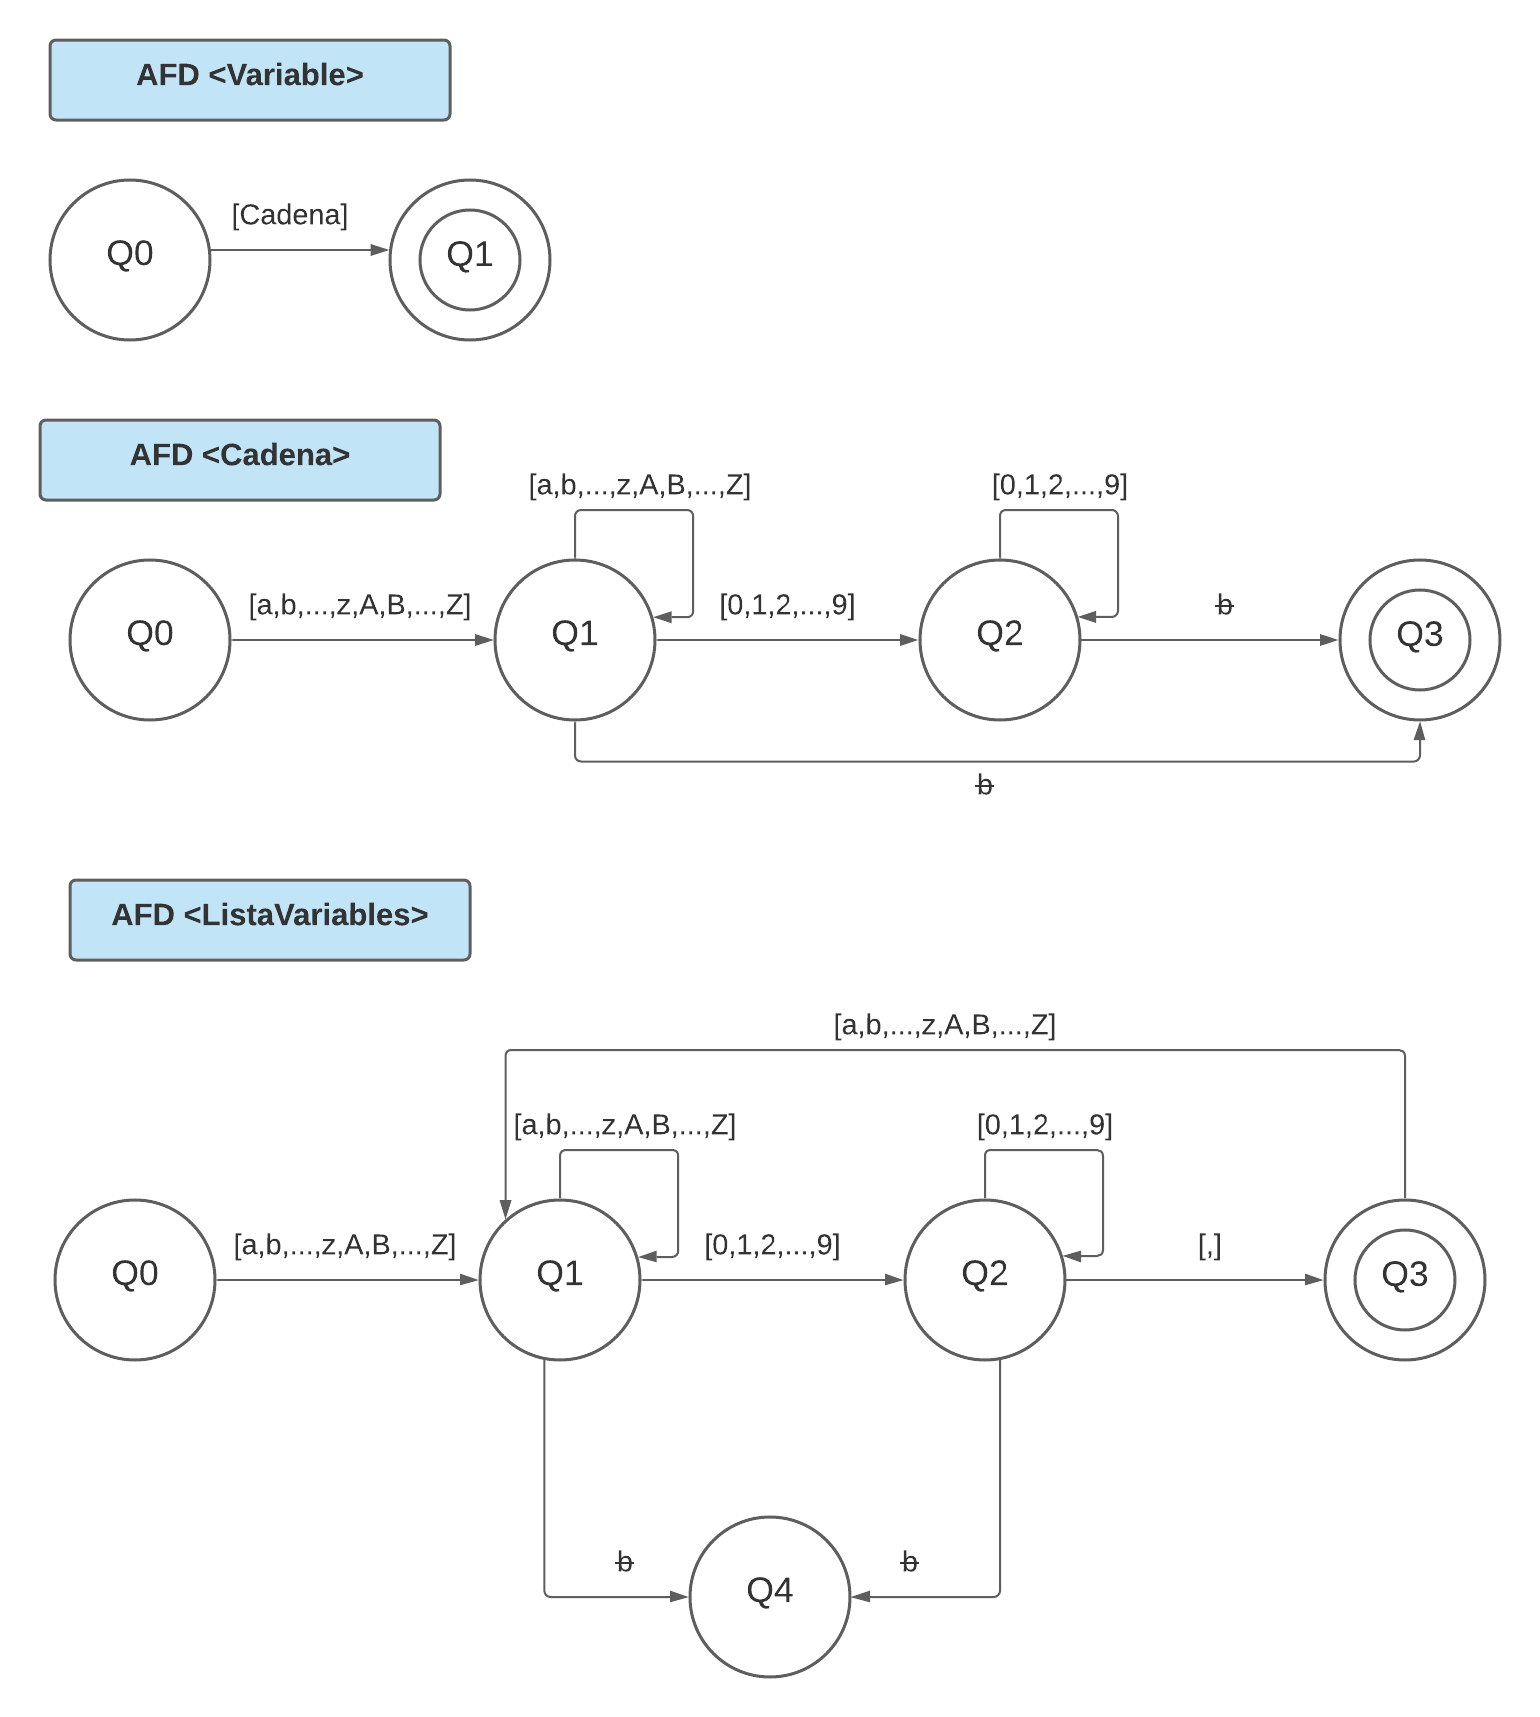 AFD <Variable>
[Cadena]
Q0
Q1
AFD <Cadena>
[a,b,...,z,A,B,...,Z]
[0,1,2,...,9]
[a,b,...,z,A,B,...,Z]
[0,1,2,...,9]
b
Q0
Q1
Q2
Q3
b
AFD <ListaVariables>
[a,b,...,z,A,B,...,Z]
[a,b,...,z,A,B,...,Z]
[0,1,2,...,9]
[a,b,...,z,A,B,...,Z]
[0,1,2,...,9]
[,]
Q0
Q1
Q2
Q3
b
b
Q4